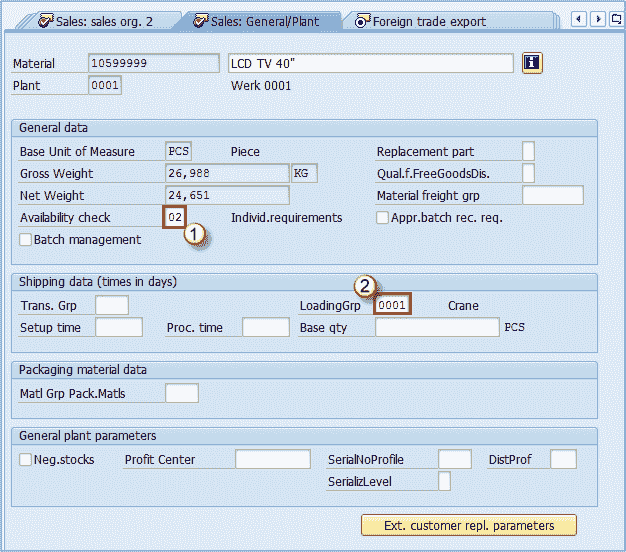 Sales: sales org. 2 Sales: General/Plant Foreign trade export
Material 10599999 LCD TV 40"
Plant 0001 Werk 0001
General data
Base Unit of Measure PCS Piece Replacement part
Gross Weight 26,988 KG Qual.f.FreeGoodsDis.
Net Weight 24,651 Material freight grp
Availability check 02 Individ.requirements Appr.batch rec. req.
1
Batch management
Shipping data (times in days)
2
Trans. Grp LoadingGrp 0001 Crane
Setup time Proc. time Base qty PCS
Packaging material data
Matl Grp Pack.Matls
General plant parameters
Neg.stocks Profit Center SerialNoProfile DistProf
SerializLevel
Ext. customer repl. parameters